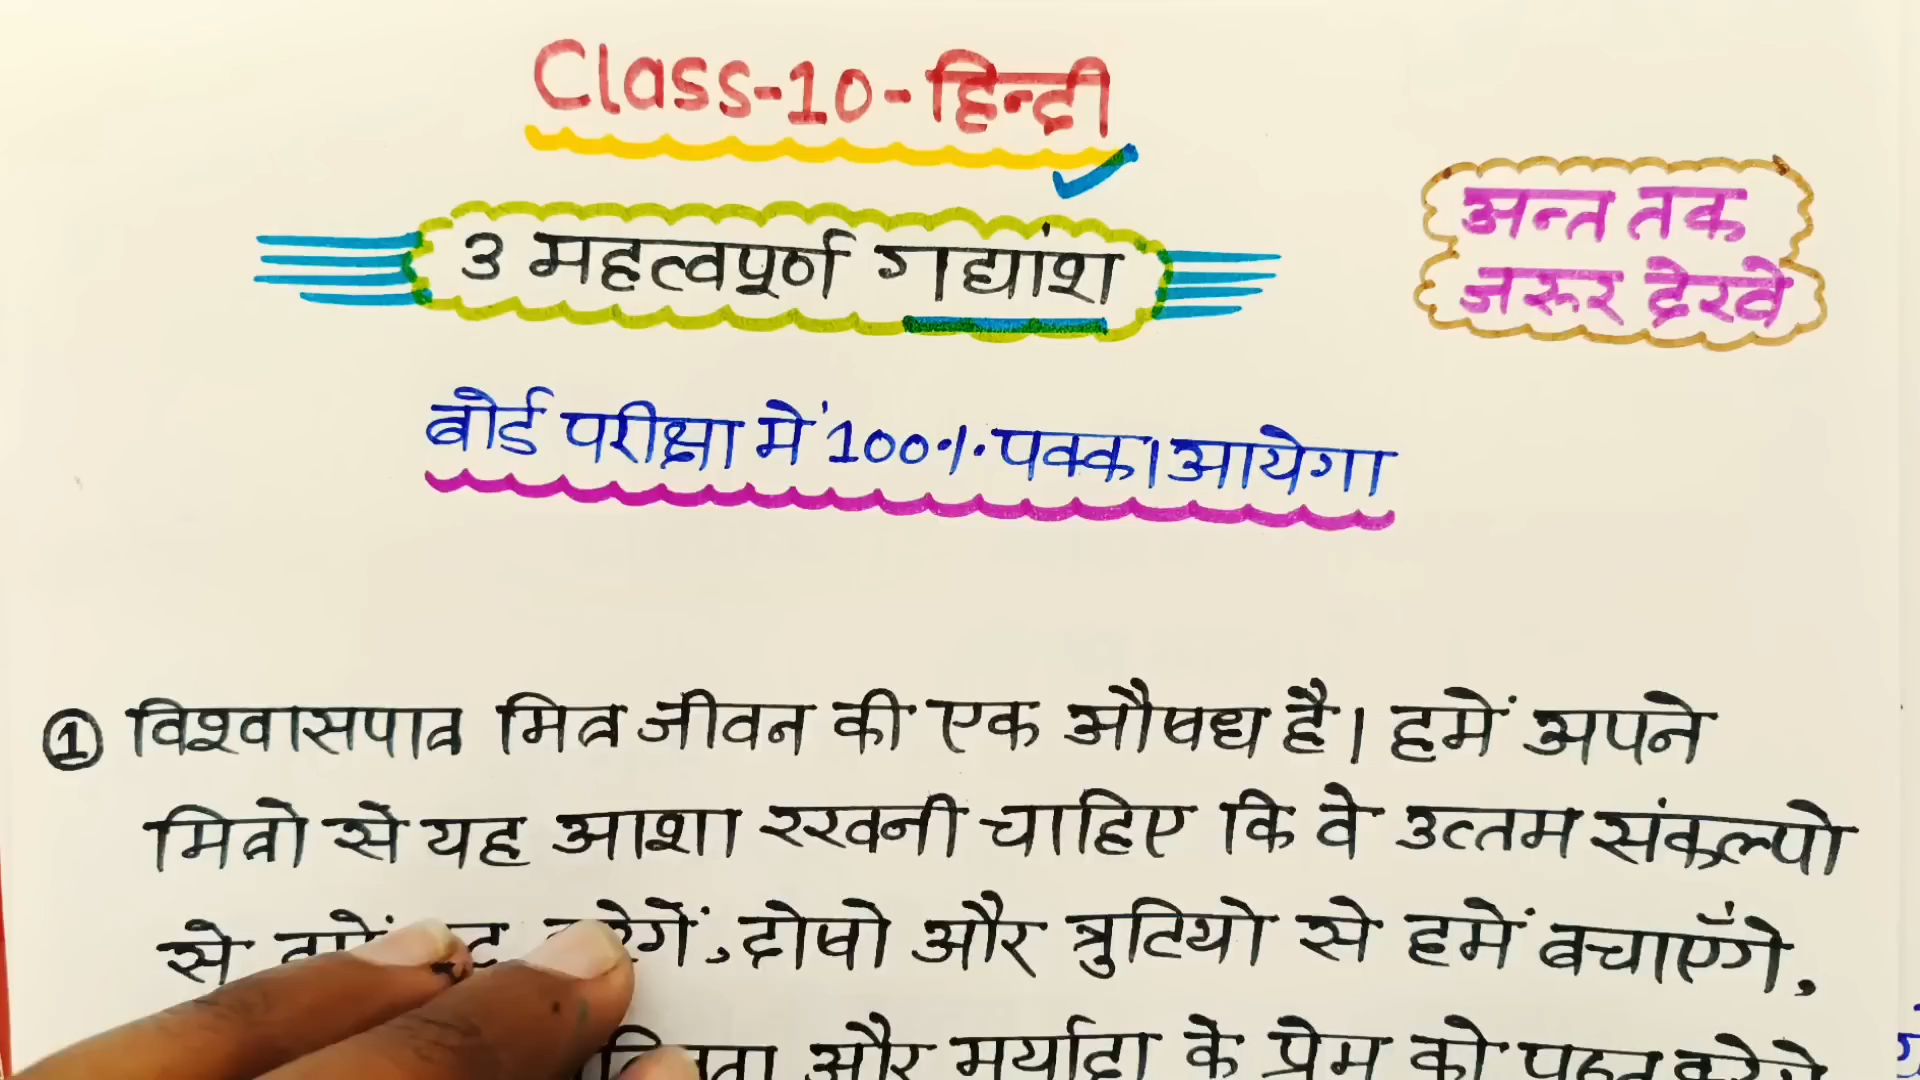 Class-10-हिन्दी
3 महत्वपूर्ण गद्यांश
अन्त तक
जरूर देखे
बोर्ड परीक्षा में 100% पक्का आयेगा
① विश्वासपात्र मित्र जीवन की एक औषध है। हमें अपने
मित्रो से यह आशा रखनी चाहिए कि वे उत्तम संकल्पो
से करेगें, दोषो और त्रुटियो से हमें बचाएँगे,
और मर्यादा के प्रेम को